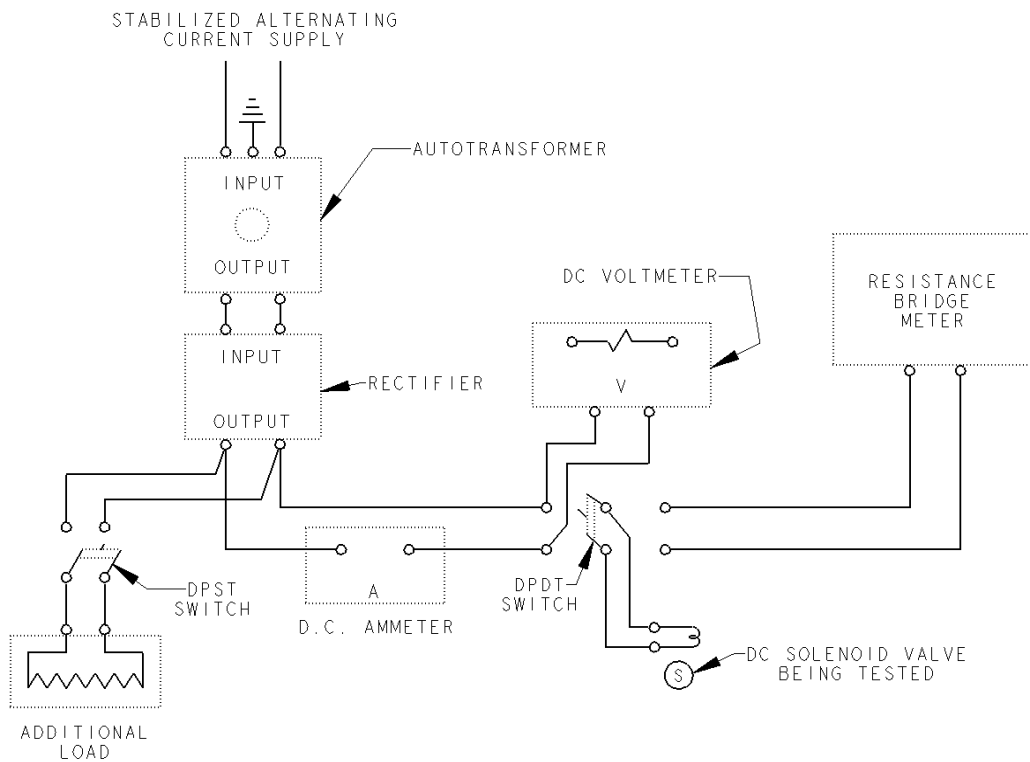 STABILIZED ALTERNATING
CURRENT SUPPLY
AUTOTRANSFORMER
INPUT
OUTPUT
DC VOLTMETER
RESISTANCE
BRIDGE
METER
INPUT
RECTIFIER
V
OUTPUT
DPST
SWITCH
A
DPDT
SWITCH
D.C. AMMETER
S
DC SOLENOID VALVE
BEING TESTED
ADDITIONAL
LOAD